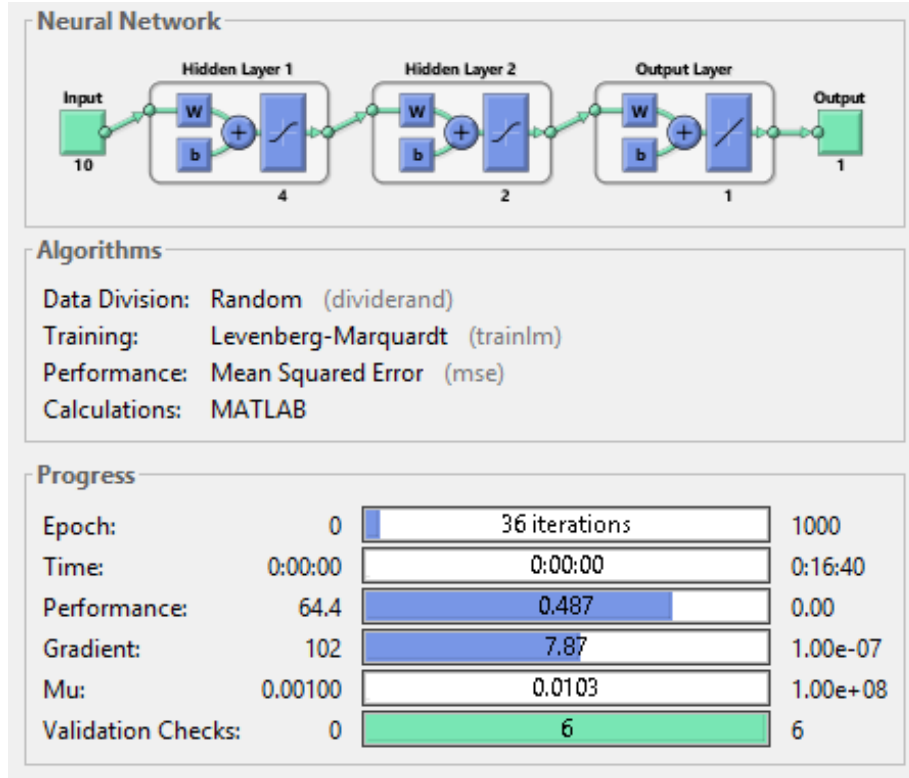 Neural Network
Hidden Layer 1 Hidden Layer 2 Output Layer
Input Output
W W W
+ + +
b b b
10 1
4 2 1
Algorithms
Data Division: Random (dividerand)
Training: Levenberg-Marquardt (trainlm)
Performance: Mean Squared Error (mse)
Calculations: MATLAB
Progress
Epoch: 0 36 iterations 1000
Time: 0:00:00 0:00:00 0:16:40
Performance: 64.4 0.487 0.00
Gradient: 102 7.87 1.00e-07
Mu: 0.00100 0.0103 1.00e+08
Validation Checks: 0 6 6